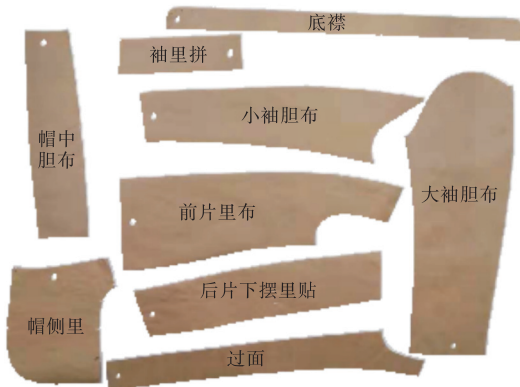 底襟
袖里拼
小袖胆布
帽中
胆布
大袖胆布
前片里布
后片下摆里贴
帽侧里
过面